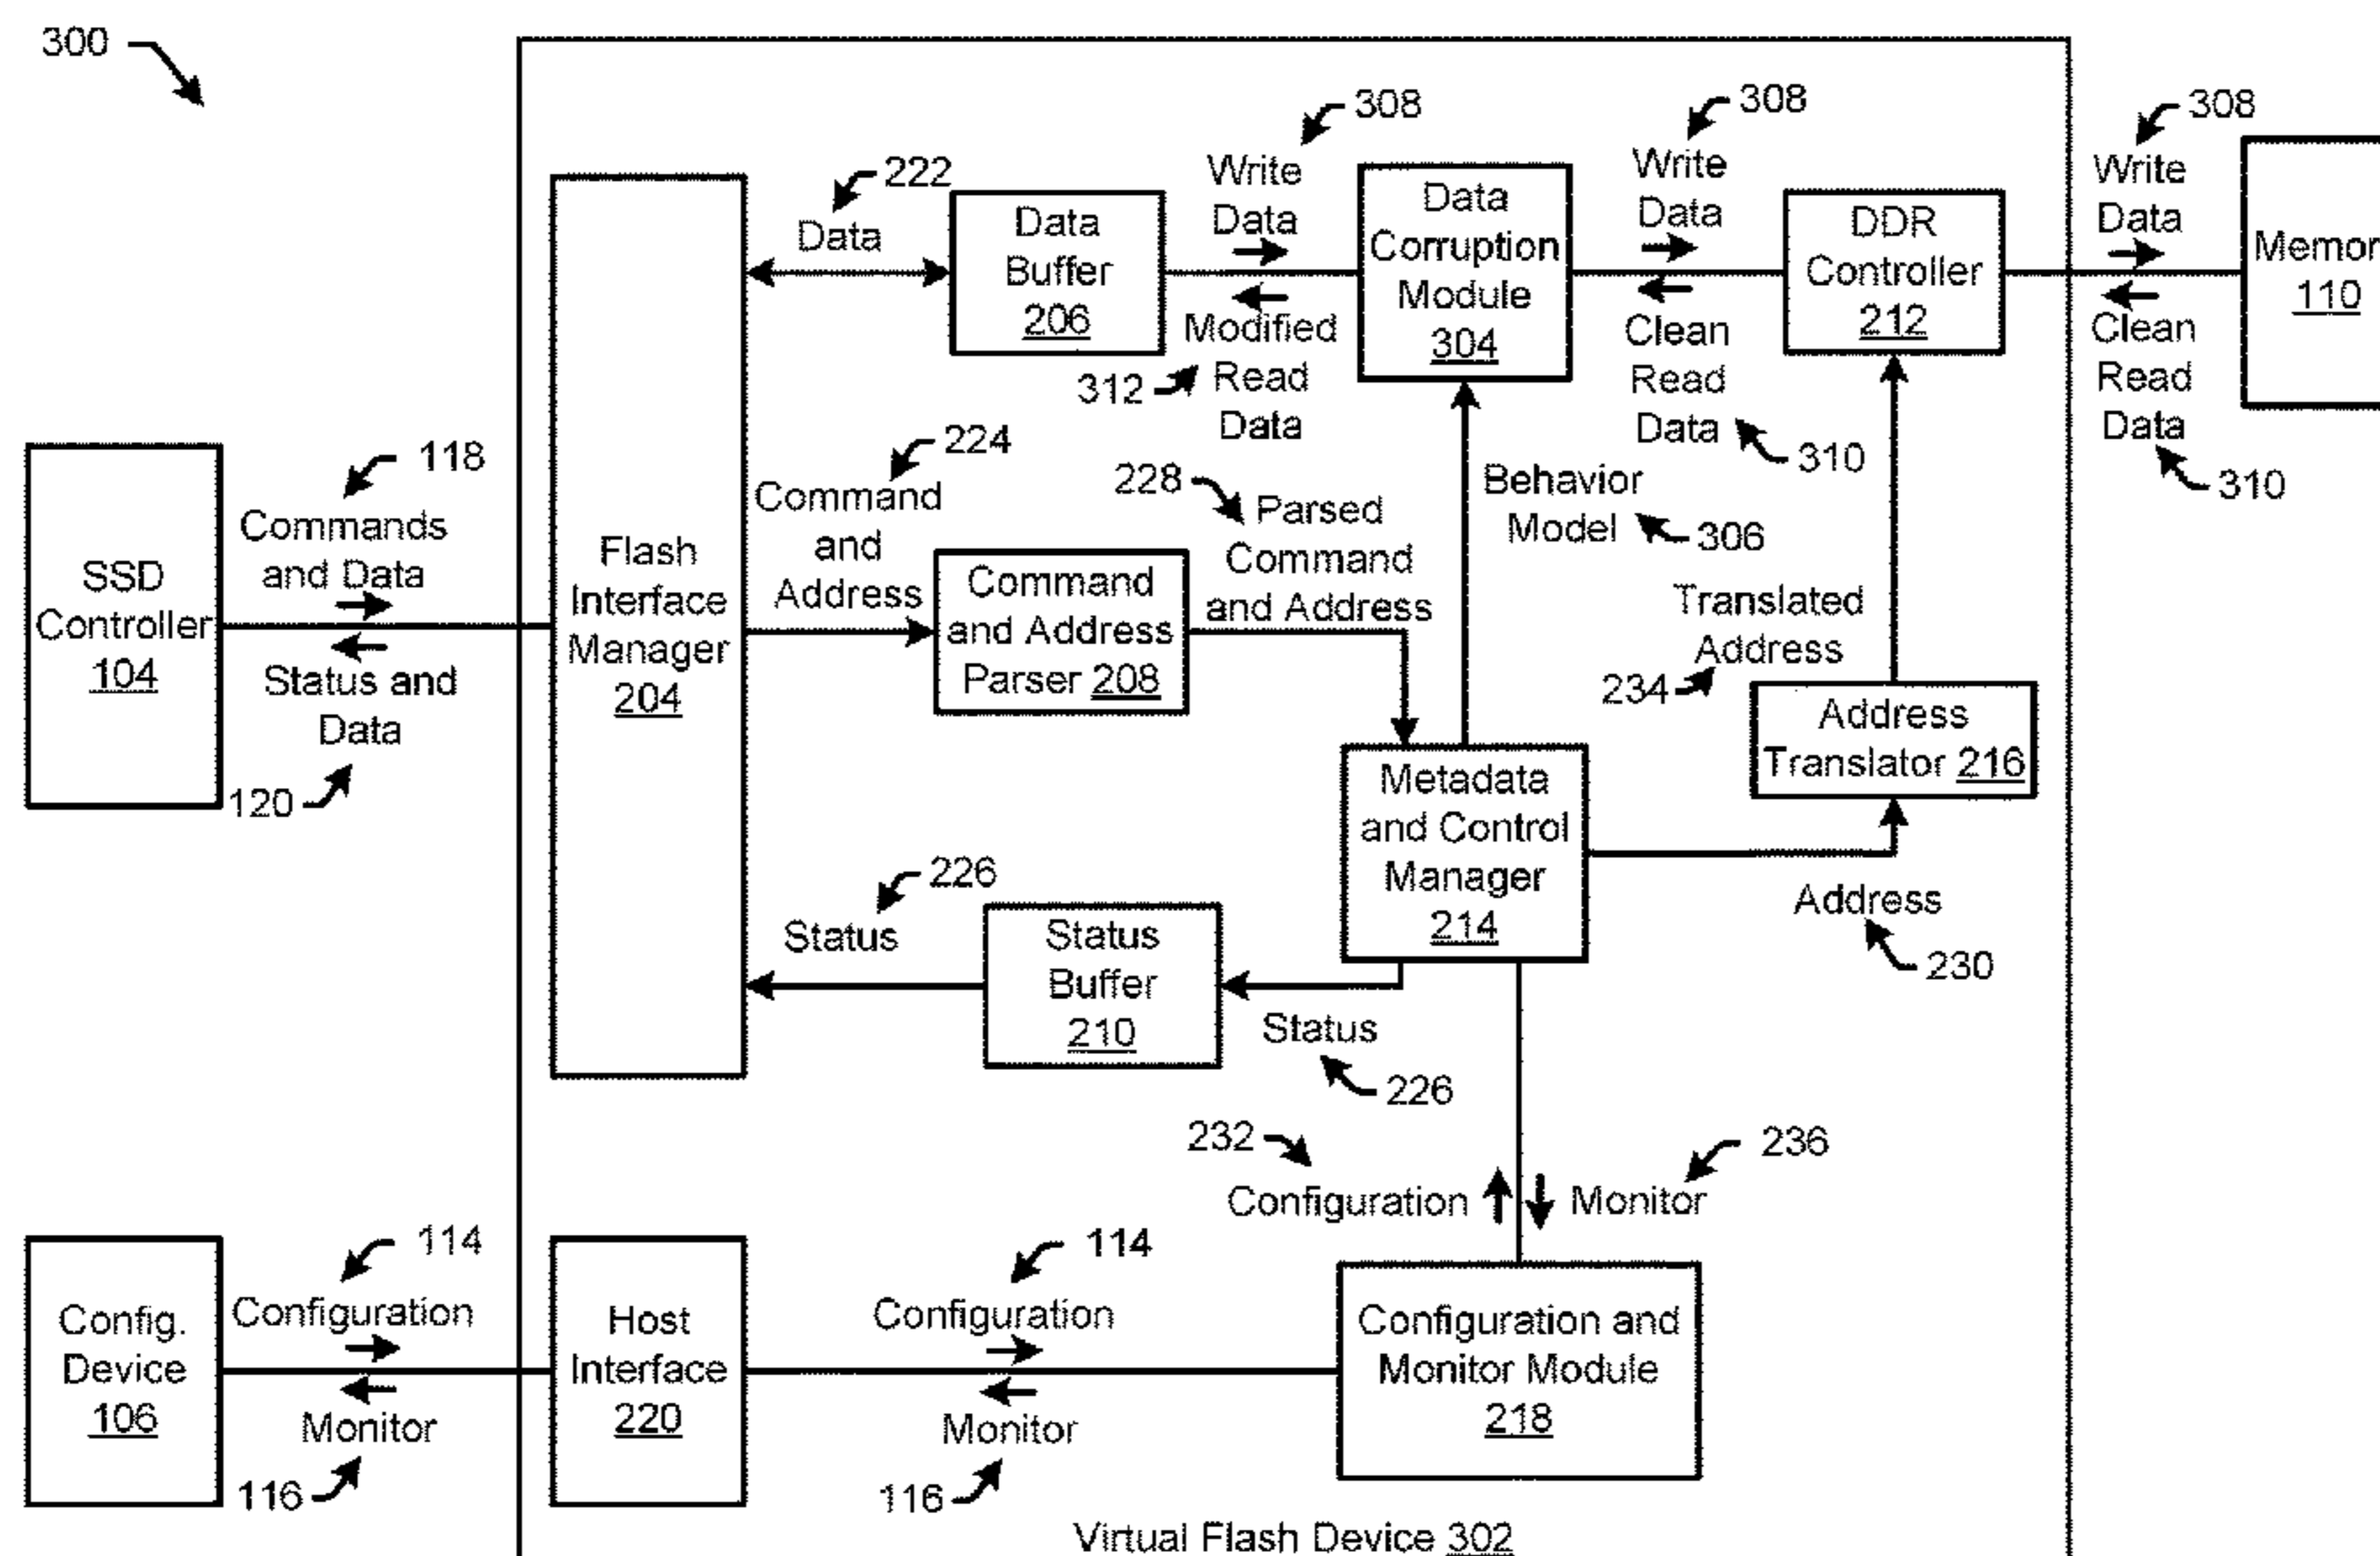 300
308
308
308
Write
Data
Write
Data
Write
Data
222
Data
Data
Buffer
206
Data
Corruption
Module
304
DDR
Controller
212
Memor
110
Modified
Read
Data
312
Clean
Read
Data
310
Clean
Read
Data
310
118
Commands
and Data
SSD
Controller
104
Status and
Data
120
Flash
Interface
Manager
204
224
Command
and
Address
Command
and Address
Parser 208
228
Parsed
Command
and Address
Behavior
Model
306
Translated
Address
234
Address
Translator 216
Metadata
and Control
Manager
214
Address
230
226
Status
Status
Buffer
210
Status
226
232
Configuration
236
Monitor
114
Configuration
Config.
Device
106
Monitor
116
Host
Interface
220
114
Configuration
Monitor
116
Configuration and
Monitor Module
218
Virtual Flash Device 302